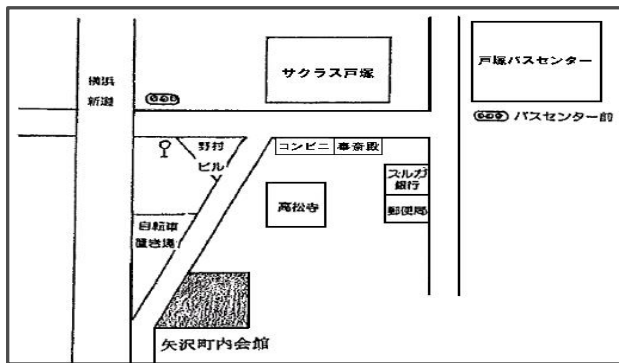 横浜
新道
サクラス戸塚
戸塚バスセンター
バスセンター前
野村
ビル
コンビニ
奉斎殿
スルガ
銀行
郵便局
高松寺
自転車
置き場
矢沢町内会館